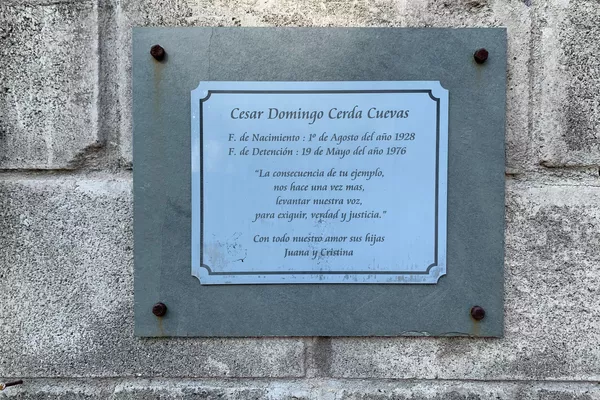 Cesar Domingo Cerda Cuevas
F. de Nacimiento : 1º de Agosto del año 1928
F. de Detención : 19 de Mayo del año 1976
"La consecuencia de tu ejemplo,
nos hace una vez mas,
levantar nuestra voz,
para exiguir, verdad y justicia."
Con todo nuestro amor sus hijas
Juana y Cristina